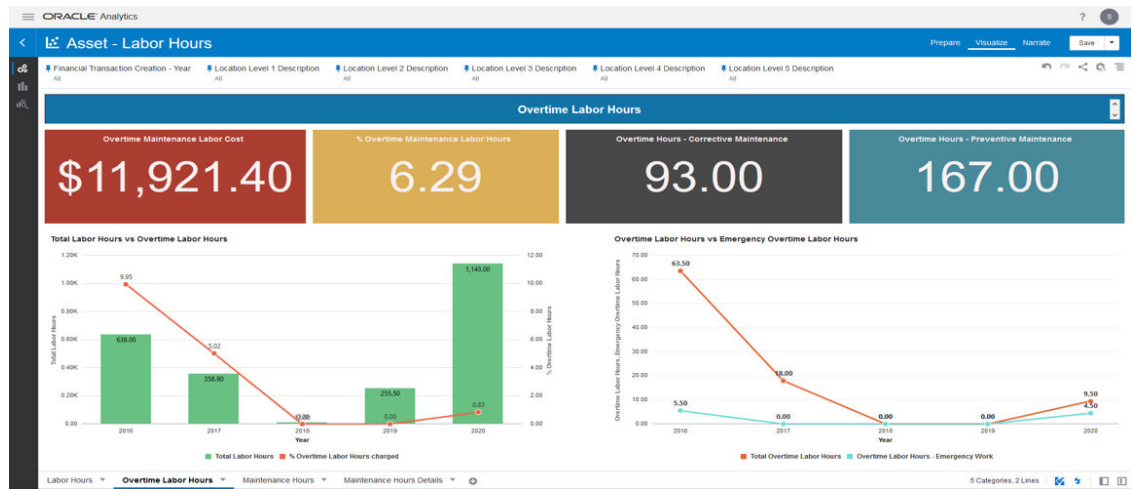 ORACLE Analytics
?
S
Asset - Labor Hours
Prepare Visualize Narrate Save
Financial Transaction Creation - Year Location Level 1 Description Location Level 2 Description Location Level 3 Description Location Level 4 Description Location Level 5 Description
All All All All All All
Overtime Labor Hours
Overtime Maintenance Labor Cost % Overtime Maintenance Labor Hours Overtime Hours - Corrective Maintenance Overtime Hours - Preventive Maintenance
$11,921.40 6.29 93.00 167.00
Total Labor Hours vs Overtime Labor Hours
1.20K
1.00K
0.80K
0.60K
0.40K
0.20K
0.00
Total Labor Hours
9.95
638.00
5.02
358.90
0.00
255.50
0.00
1,143.00
0.83
12.00
10.00
8.00
6.00
4.00
2.00
0.00
% Overtime Labor Hours
2016 2017 2018 2019 2020
Year
Total Labor Hours % Overtime Labor Hours charged
Overtime Labor Hours vs Emergency Overtime Labor Hours
70.00
60.00
50.00
40.00
30.00
20.00
10.00
0.00
Overtime Labor Hours, Emergency Overtime Labor Hours
63.50
5.50
18.00
0.00
0.00
0.00
9.50
4.50
2016 2017 2018 2019 2020
Year
Total Overtime Labor Hours Overtime Labor Hours - Emergency Work
Labor Hours Overtime Labor Hours Maintenance Hours Maintenance Hours Details
5 Categories, 2 Lines